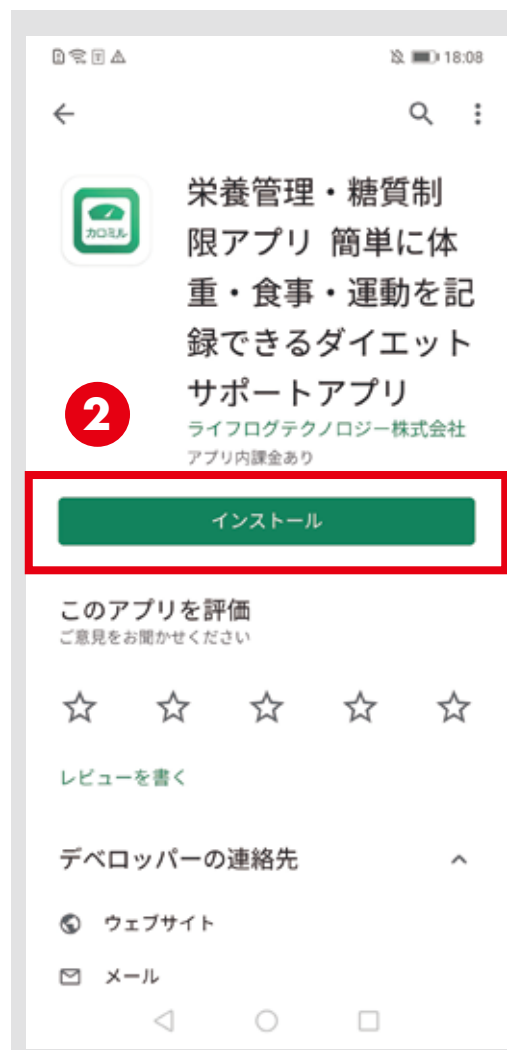 18:08
カロミル
栄養管理・糖質制
限アプリ 簡単に体
重・食事・運動を記
録できるダイエット
サポートアプリ
2
ライフログテクノロジー株式会社
アプリ内課金あり
インストール
このアプリを評価
ご意見をお聞かせください
レビューを書く
デベロッパーの連絡先
ウェブサイト
メール